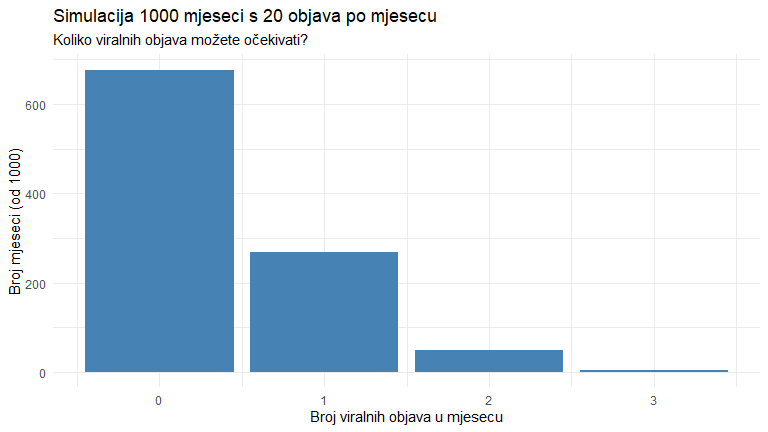 Simulacija 1000 mjeseci s 20 objava po mjesecu
Koliko viralnih objava možete očekivati?
Broj mjeseci (od 1000)
600
400
200
0
0 1 2 3
Broj viralnih objava u mjesecu